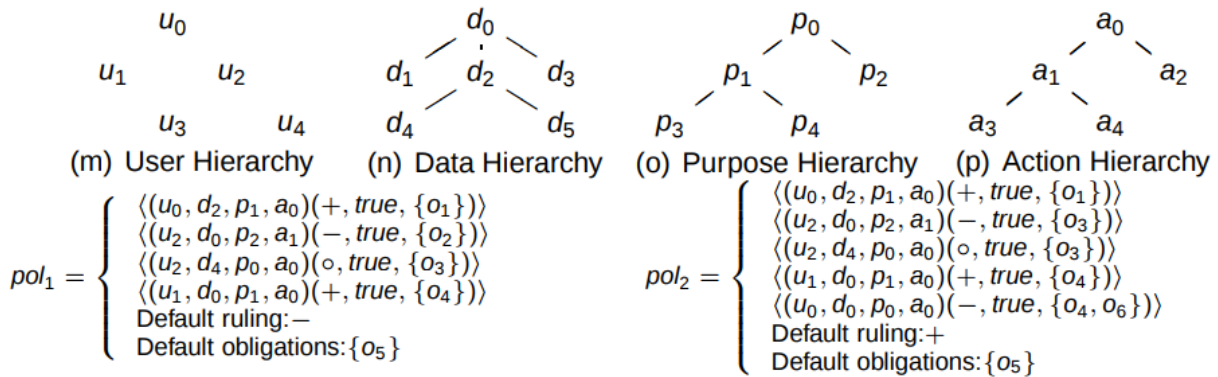 u₀ d₀ p₀ a₀
u₁ u₂ d₁ d₂ d₃ p₁ p₂ a₁ a₂
u₃ u₄ d₄ d₅ p₃ p₄ a₃ a₄
(m) User Hierarchy (n) Data Hierarchy (o) Purpose Hierarchy (p) Action Hierarchy
pol₁ = {
⟨(u₀, d₂, p₁, a₀)(+, true, {o₁})⟩
⟨(u₂, d₀, p₂, a₁)(−, true, {o₂})⟩
⟨(u₂, d₄, p₀, a₀)(∘, true, {o₃})⟩
⟨(u₁, d₀, p₁, a₀)(+, true, {o₄})⟩
Default ruling:−
Default obligations:{o₅}
pol₂ = {
⟨(u₀, d₂, p₁, a₀)(+, true, {o₁})⟩
⟨(u₂, d₀, p₂, a₁)(−, true, {o₃})⟩
⟨(u₂, d₄, p₀, a₀)(∘, true, {o₃})⟩
⟨(u₁, d₀, p₁, a₀)(+, true, {o₄})⟩
⟨(u₀, d₀, p₀, a₀)(−, true, {o₄, o₆})⟩
Default ruling:+
Default obligations:{o₅}